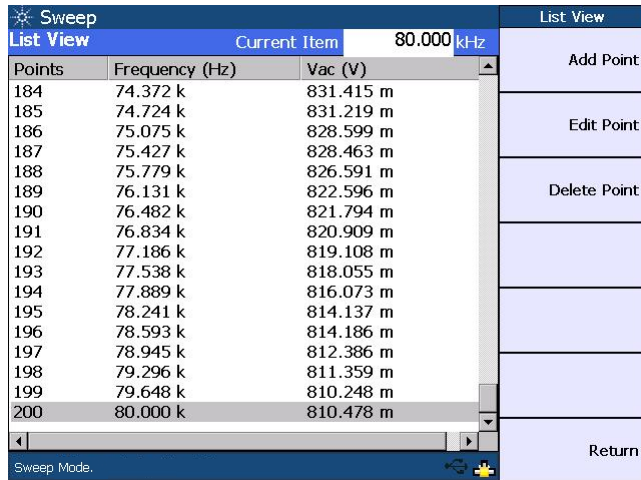 Sweep
List View
List View Current Item 80.000 kHz
Points Frequency (Hz) Vac (V)
184 74.372 k 831.415 m
185 74.724 k 831.219 m
186 75.075 k 828.599 m
187 75.427 k 828.463 m
188 75.779 k 826.591 m
189 76.131 k 822.596 m
190 76.482 k 821.794 m
191 76.834 k 820.909 m
192 77.186 k 819.108 m
193 77.538 k 818.055 m
194 77.889 k 816.073 m
195 78.241 k 814.137 m
196 78.593 k 814.186 m
197 78.945 k 812.386 m
198 79.296 k 811.359 m
199 79.648 k 810.248 m
200 80.000 k 810.478 m
Sweep Mode.
Add Point
Edit Point
Delete Point
Return